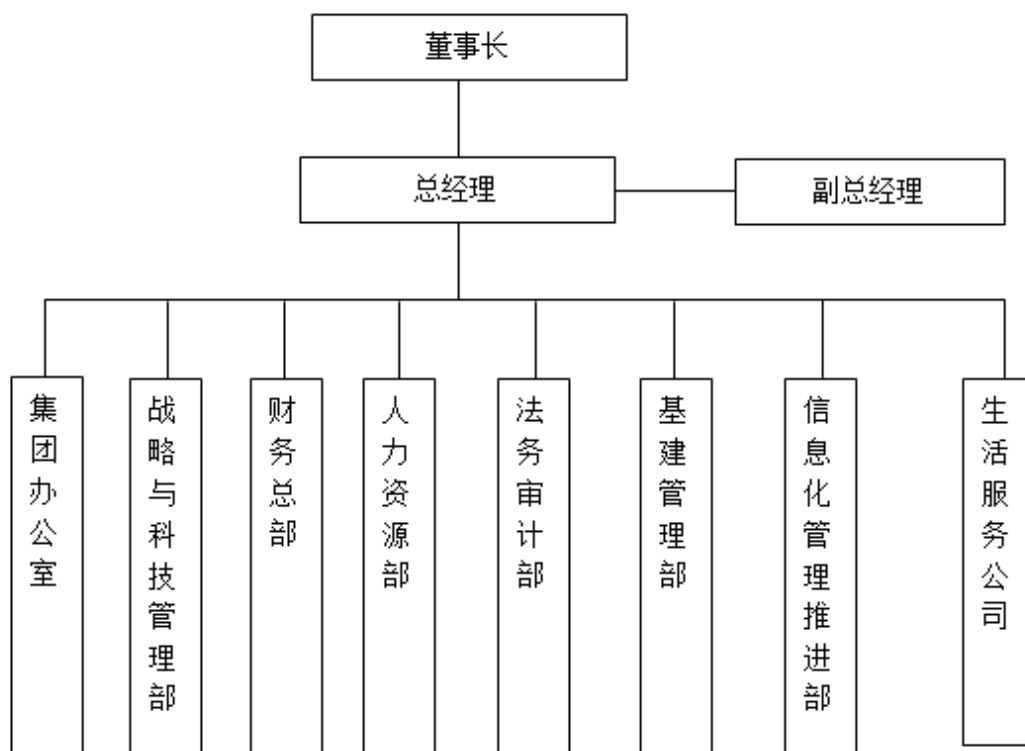 董事长
总经理
副总经理
集团办公室
战略与科技管理部
财务总部
人力资源部
法务审计部
基建管理部
信息化管理推进部
生活服务公司